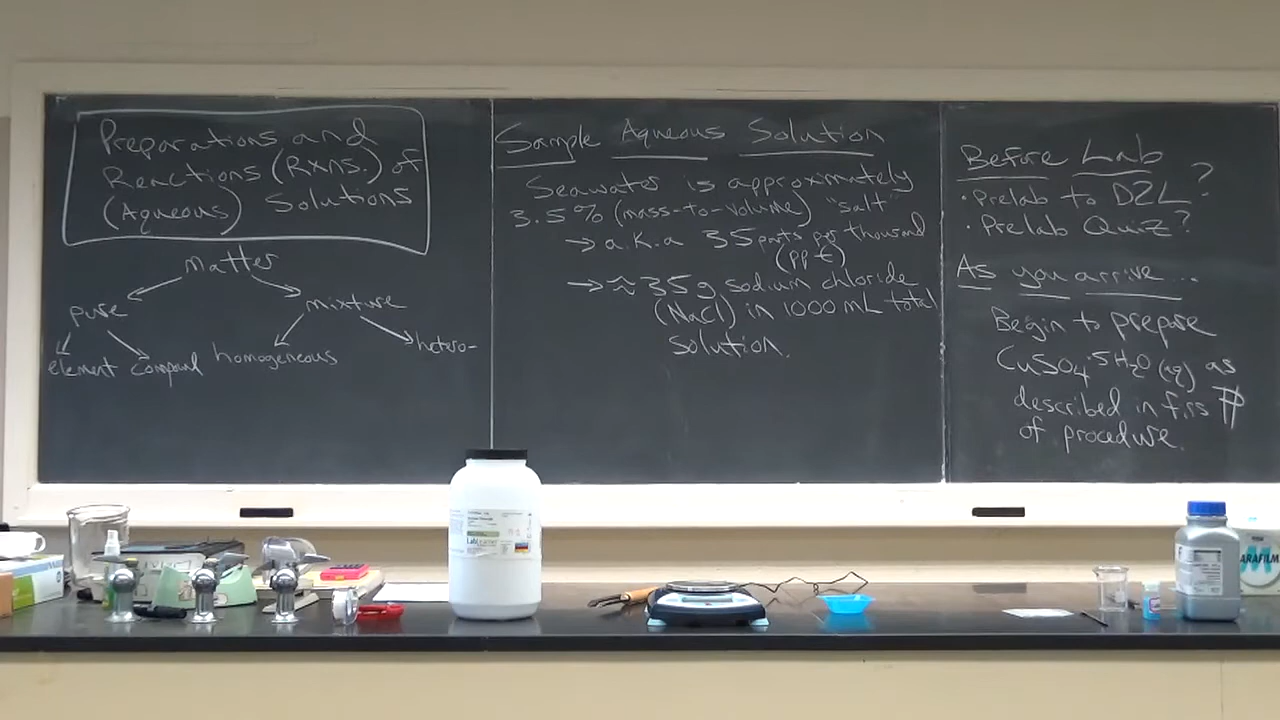 Preparations and
Reactions (Rxns.) of
(Aqueous) Solutions
Matter
pure
mixture
element compound homogeneous
hetero-
Sample Aqueous Solution
Seawater is approximately
3.5% (mass-to-volume) "salt"
→ a.k.a 35 parts per thousand
(ppt)
→ ≈ 35 g sodium chloride
(NaCl) in 1000 mL total
solution.
Before Lab
• Prelab to D2L?
• Prelab Quiz?
As you arrive...
Begin to prepare
CuSO4·5H2O (aq) as
described in firs ¶
of procedure.
ARAFILM
M